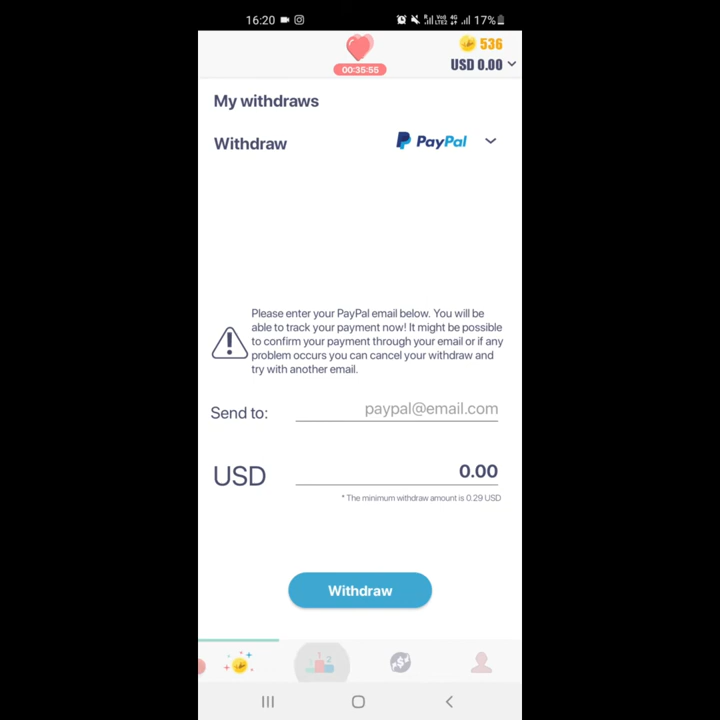 16:20
17%
536
00:35:55
USD 0.00
My withdraws
Withdraw
PayPal
Please enter your PayPal email below. You will be
able to track your payment now! It might be possible
to confirm your payment through your email or if any
problem occurs you can cancel your withdraw and
try with another email.
Send to:
paypal@email.com
USD
0.00
* The minimum withdraw amount is 0.29 USD
Withdraw